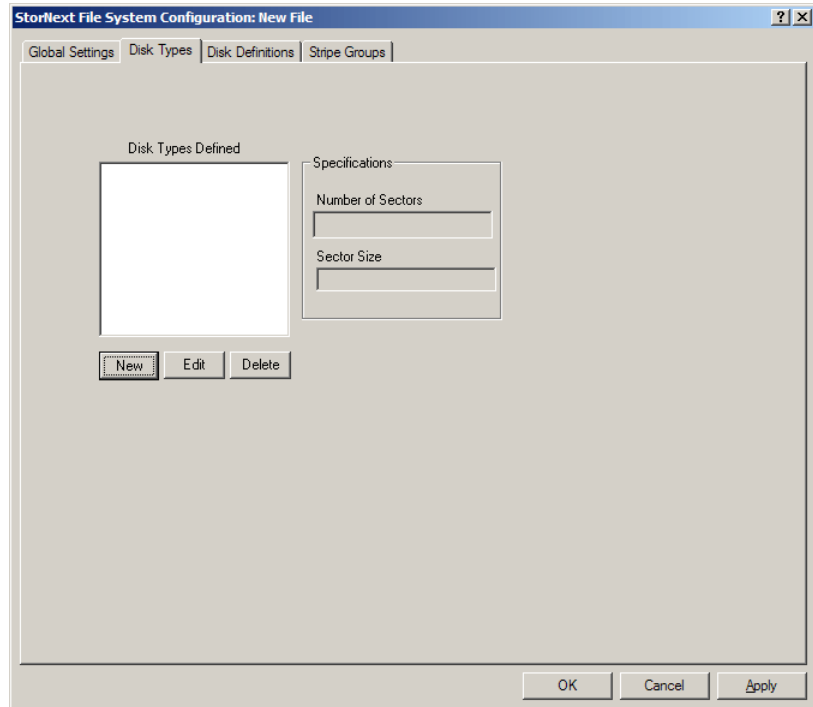 StorNext File System Configuration: New File
Global Settings Disk Types Disk Definitions Stripe Groups
Disk Types Defined
Specifications
Number of Sectors
Sector Size
New Edit Delete
OK Cancel Apply